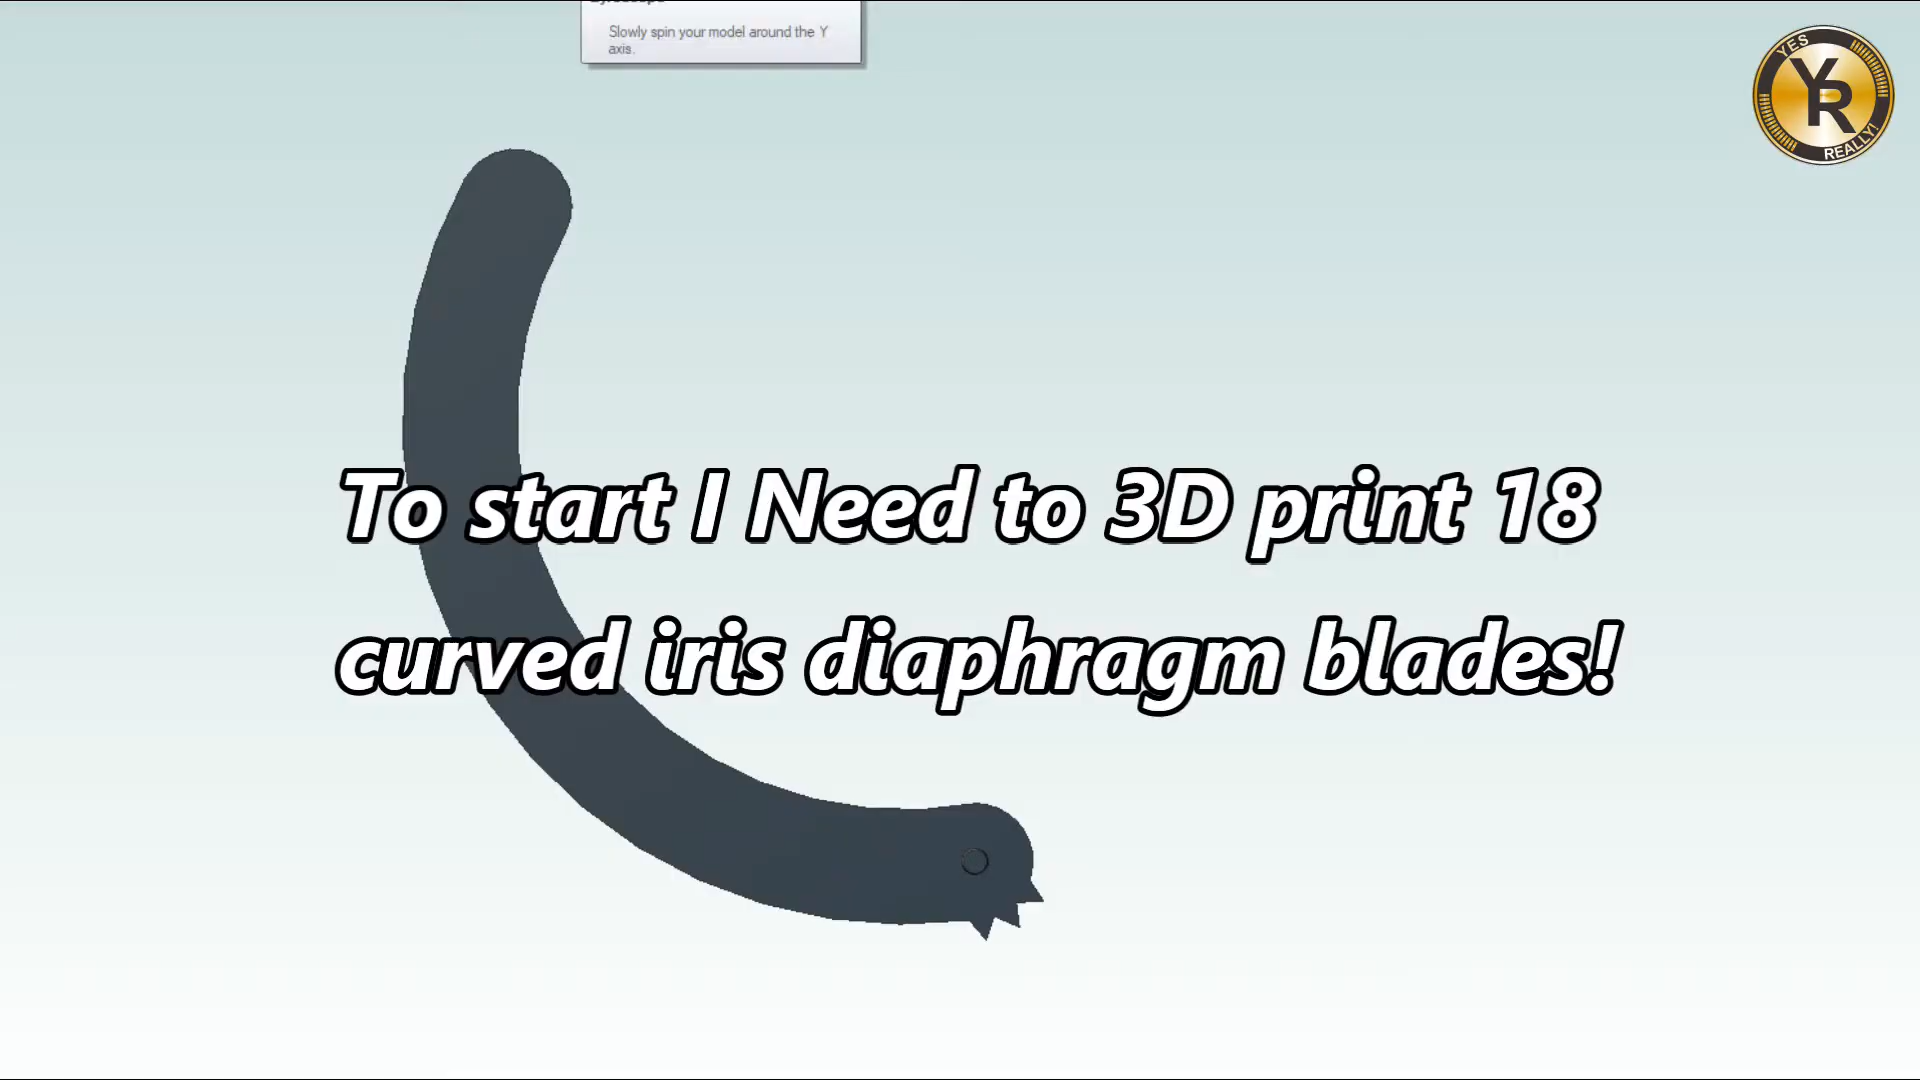 Slowly spin your model around the Y
axis.
YES
YR
REALLY!
To start I Need to 3D print 18
curved iris diaphragm blades!